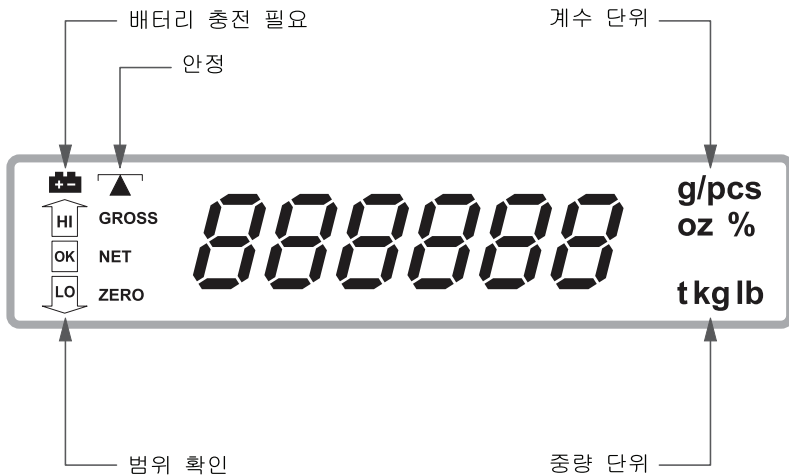 배터리 충전 필요
계수 단위
안정
g/pcs
HI GROSS
oz %
OK NET
888888
LO ZERO
t kg lb
범위 확인
중량 단위